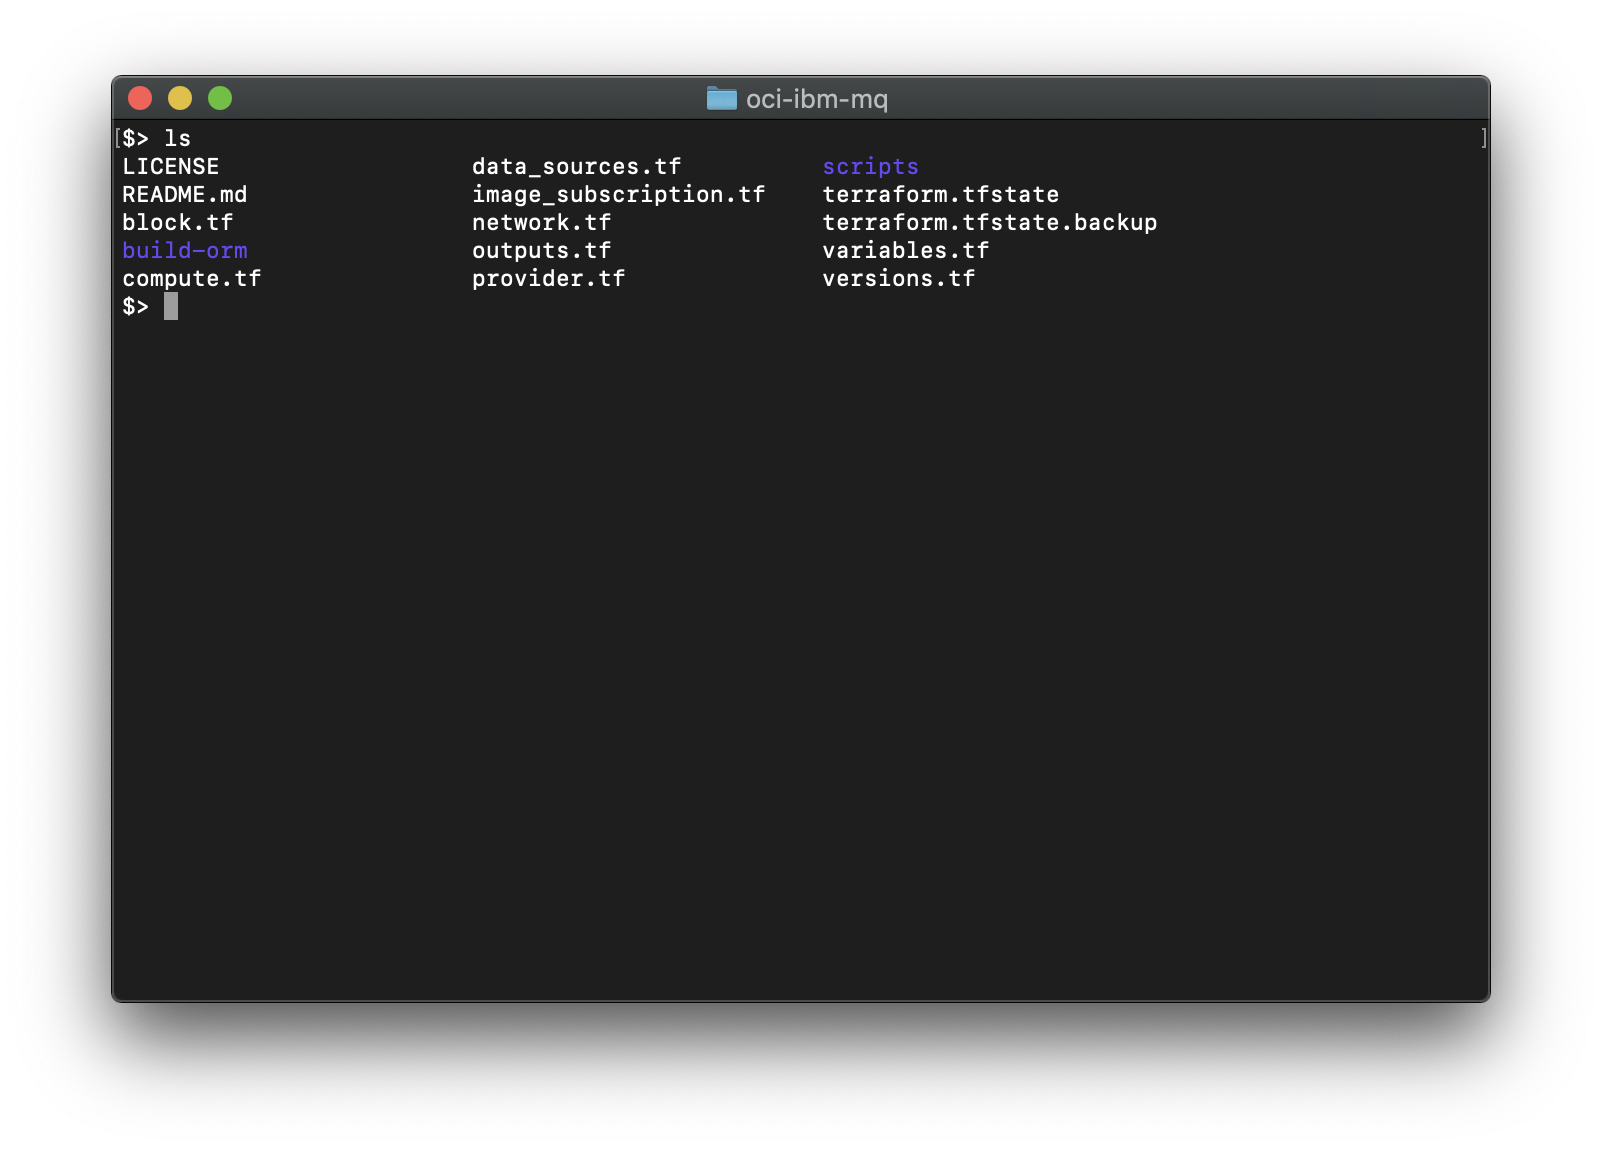 oci-ibm-mq
[$> ls ]
LICENSE data_sources.tf scripts
README.md image_subscription.tf terraform.tfstate
block.tf network.tf terraform.tfstate.backup
build-orm outputs.tf variables.tf
compute.tf provider.tf versions.tf
$>